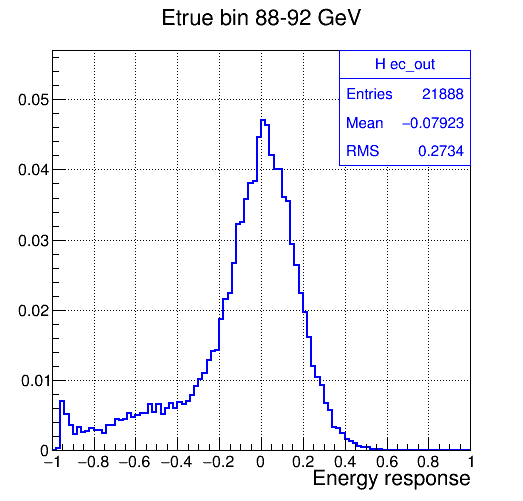 Etrue bin 88-92 GeV
H ec_out
Entries 21888
Mean −0.07923
RMS 0.2734
0.05
0.04
0.03
0.02
0.01
0
−1 −0.8 −0.6 −0.4 −0.2 0 0.2 0.4 0.6 0.8 1
Energy response